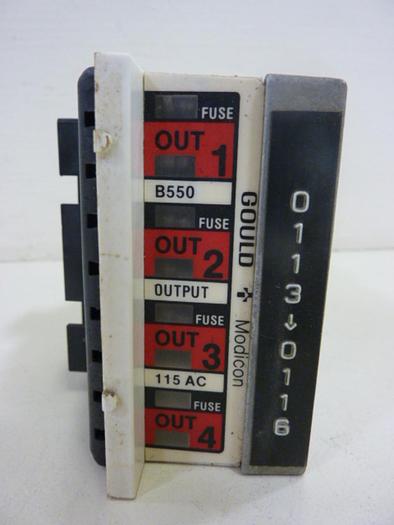 FUSE
OUT 1
B550
FUSE
OUT 2
OUTPUT
FUSE
OUT 3
115 AC
FUSE
OUT 4
GOULD Modicon
0113↓0116